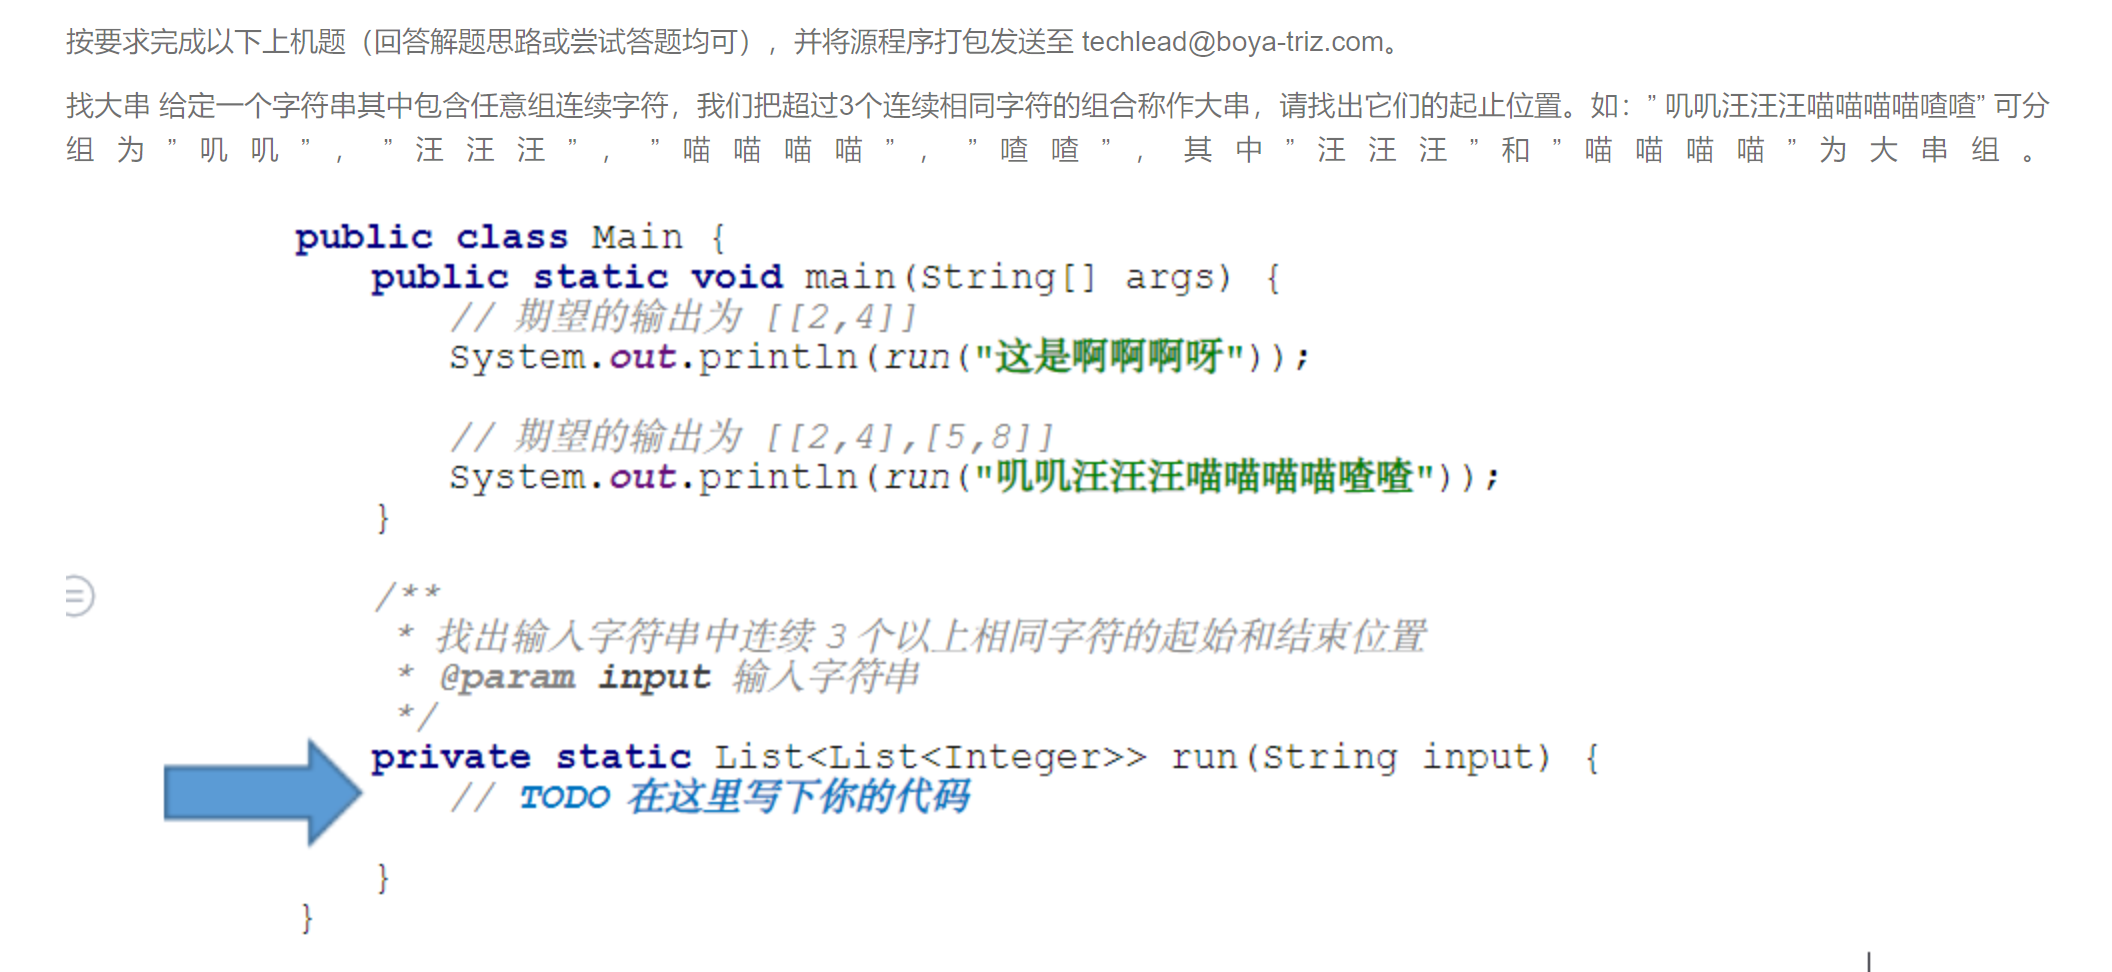 按要求完成以下上机题（回答解题思路或尝试答题均可），并将源程序打包发送至 techlead@boya-triz.com。
找大串 给定一个字符串其中包含任意组连续字符，我们把超过3个连续相同字符的组合称作大串，请找出它们的起止位置。如：” 叽叽汪汪汪喵喵喵喵喳喳” 可分
组为”叽叽”，”汪汪汪”，”喵喵喵喵”，”喳喳”，其中”汪汪汪”和”喵喵喵喵”为大串组。
public class Main {
public static void main(String[] args) {
// 期望的输出为 [[2,4]]
System.out.println(run("这是啊啊啊呀"));
// 期望的输出为 [[2,4],[5,8]]
System.out.println(run("叽叽汪汪汪喵喵喵喵喳喳"));
}
/**
* 找出输入字符串中连续 3 个以上相同字符的起始和结束位置
* @param input 输入字符串
*/
private static List<List<Integer>> run(String input) {
// TODO 在这里写下你的代码
}
}